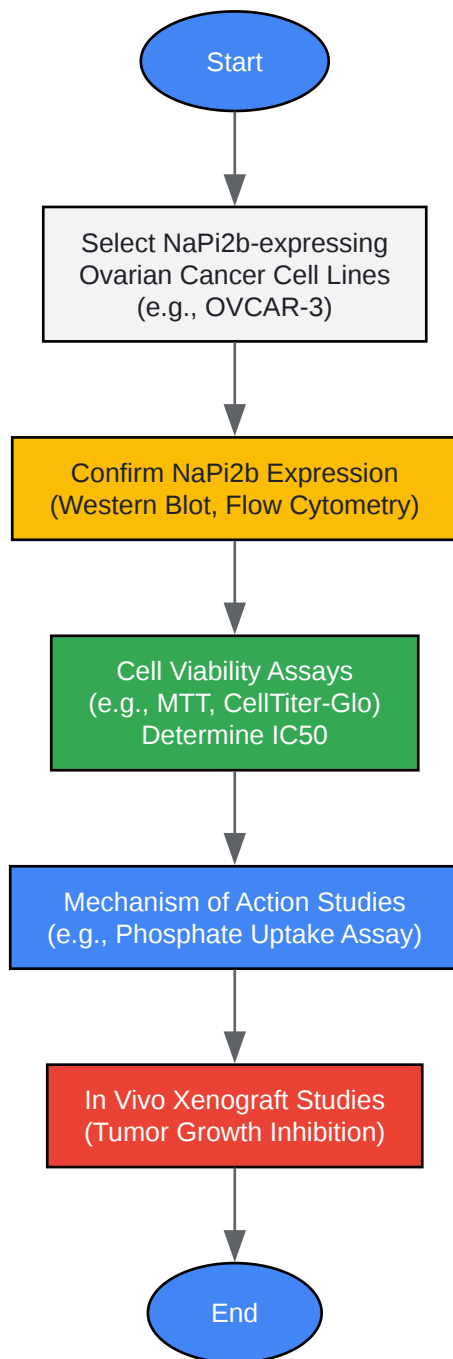 Start
Select NaPi2b-expressing
Ovarian Cancer Cell Lines
(e.g., OVCAR-3)
Confirm NaPi2b Expression
(Western Blot, Flow Cytometry)
Cell Viability Assays
(e.g., MTT, CellTiter-Glo)
Determine IC50
Mechanism of Action Studies
(e.g., Phosphate Uptake Assay)
In Vivo Xenograft Studies
(Tumor Growth Inhibition)
End